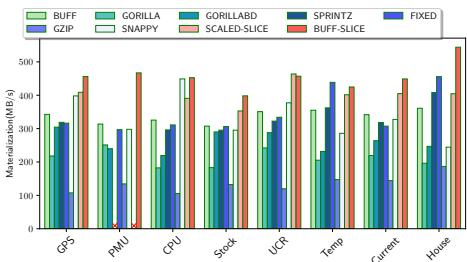 BUFF GORILLA GORILLABD SPRINTZ FIXED
GZIP SNAPPY SCALED-SLICE BUFF-SLICE
Materialization(MB/s)
500
400
300
200
100
0
GPS PMU CPU Stock UCR Temp Current House